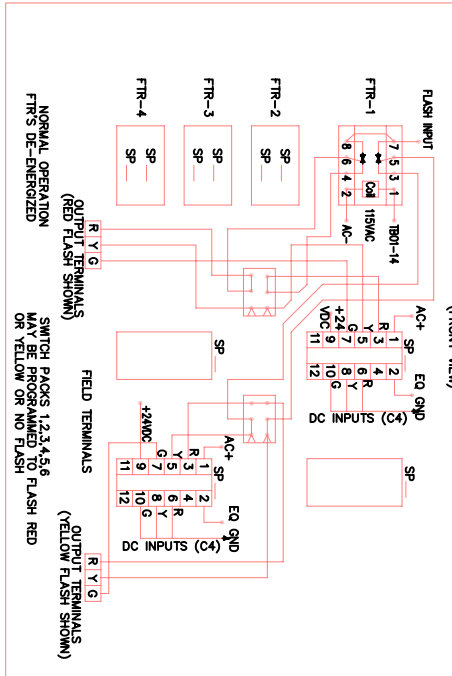 (FRONT VIEW)
FLASH INPUT
FTR-1
FTR-2
FTR-3
FTR-4
7 5 3 1
8 6 4 2
Coil
115VAC
TB01-14
AC-
SP
SP
SP
SP
SP
SP
NORMAL OPERATION
FTR'S DE-ENERGIZED
OUTPUT TERMINALS
(RED FLASH SHOWN)
R
Y
G
AC+
SP
R
Y
G
+24
VDC
1 3 5 7 9 11
2 4 6 8 10 12
R
Y
G
EQ GND
DC INPUTS (C4)
SP
SP
FIELD TERMINALS
AC+
SP
R
Y
G
+24VDC
1 3 5 7 9 11
2 4 6 8 10 12
R
Y
G
EQ GND
DC INPUTS (C4)
SWITCH PACKS 1,2,3,4,5,6
MAY BE PROGRAMMED TO FLASH RED
OR YELLOW OR NO FLASH
OUTPUT TERMINALS
(YELLOW FLASH SHOWN)
R
Y
G